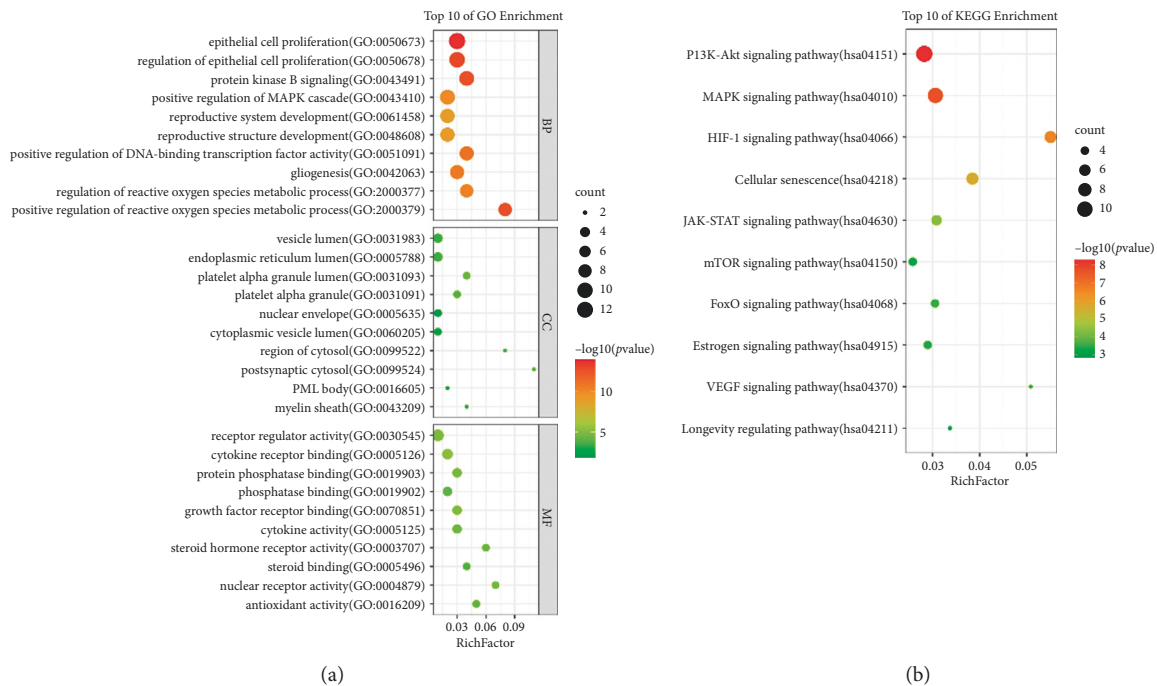 Top 10 of GO Enrichment
epithelial cell proliferation(GO:0050673)
regulation of epithelial cell proliferation(GO:0050678)
protein kinase B signaling(GO:0043491)
positive regulation of MAPK cascade(GO:0043410)
reproductive system development(GO:0061458)
reproductive structure development(GO:0048608)
positive regulation of DNA-binding transcription factor activity(GO:0051091)
gliogenesis(GO:0042063)
regulation of reactive oxygen species metabolic process(GO:2000377)
positive regulation of reactive oxygen species metabolic process(GO:2000379)
BP
vesicle lumen(GO:0031983)
endoplasmic reticulum lumen(GO:0005788)
platelet alpha granule lumen(GO:0031093)
platelet alpha granule(GO:0031091)
nuclear envelope(GO:0005635)
cytoplasmic vesicle lumen(GO:0060205)
region of cytosol(GO:0099522)
postsynaptic cytosol(GO:0099524)
PML body(GO:0016605)
myelin sheath(GO:0043209)
CC
receptor regulator activity(GO:0030545)
cytokine receptor binding(GO:0005126)
protein phosphatase binding(GO:0019903)
phosphatase binding(GO:0019902)
growth factor receptor binding(GO:0070851)
cytokine activity(GO:0005125)
steroid hormone receptor activity(GO:0003707)
steroid binding(GO:0005496)
nuclear receptor activity(GO:0004879)
antioxidant activity(GO:0016209)
MF
0.03 0.06 0.09
RichFactor
count
2
4
6
8
10
12
−log10(pvalue)
10
5
(a)
Top 10 of KEGG Enrichment
P13K-Akt signaling pathway(hsa04151)
MAPK signaling pathway(hsa04010)
HIF-1 signaling pathway(hsa04066)
Cellular senescence(hsa04218)
JAK-STAT signaling pathway(hsa04630)
mTOR signaling pathway(hsa04150)
FoxO signaling pathway(hsa04068)
Estrogen signaling pathway(hsa04915)
VEGF signaling pathway(hsa04370)
Longevity regulating pathway(hsa04211)
0.03 0.04 0.05
RichFactor
count
4
6
8
10
−log10(pvalue)
8
7
6
5
4
3
(b)